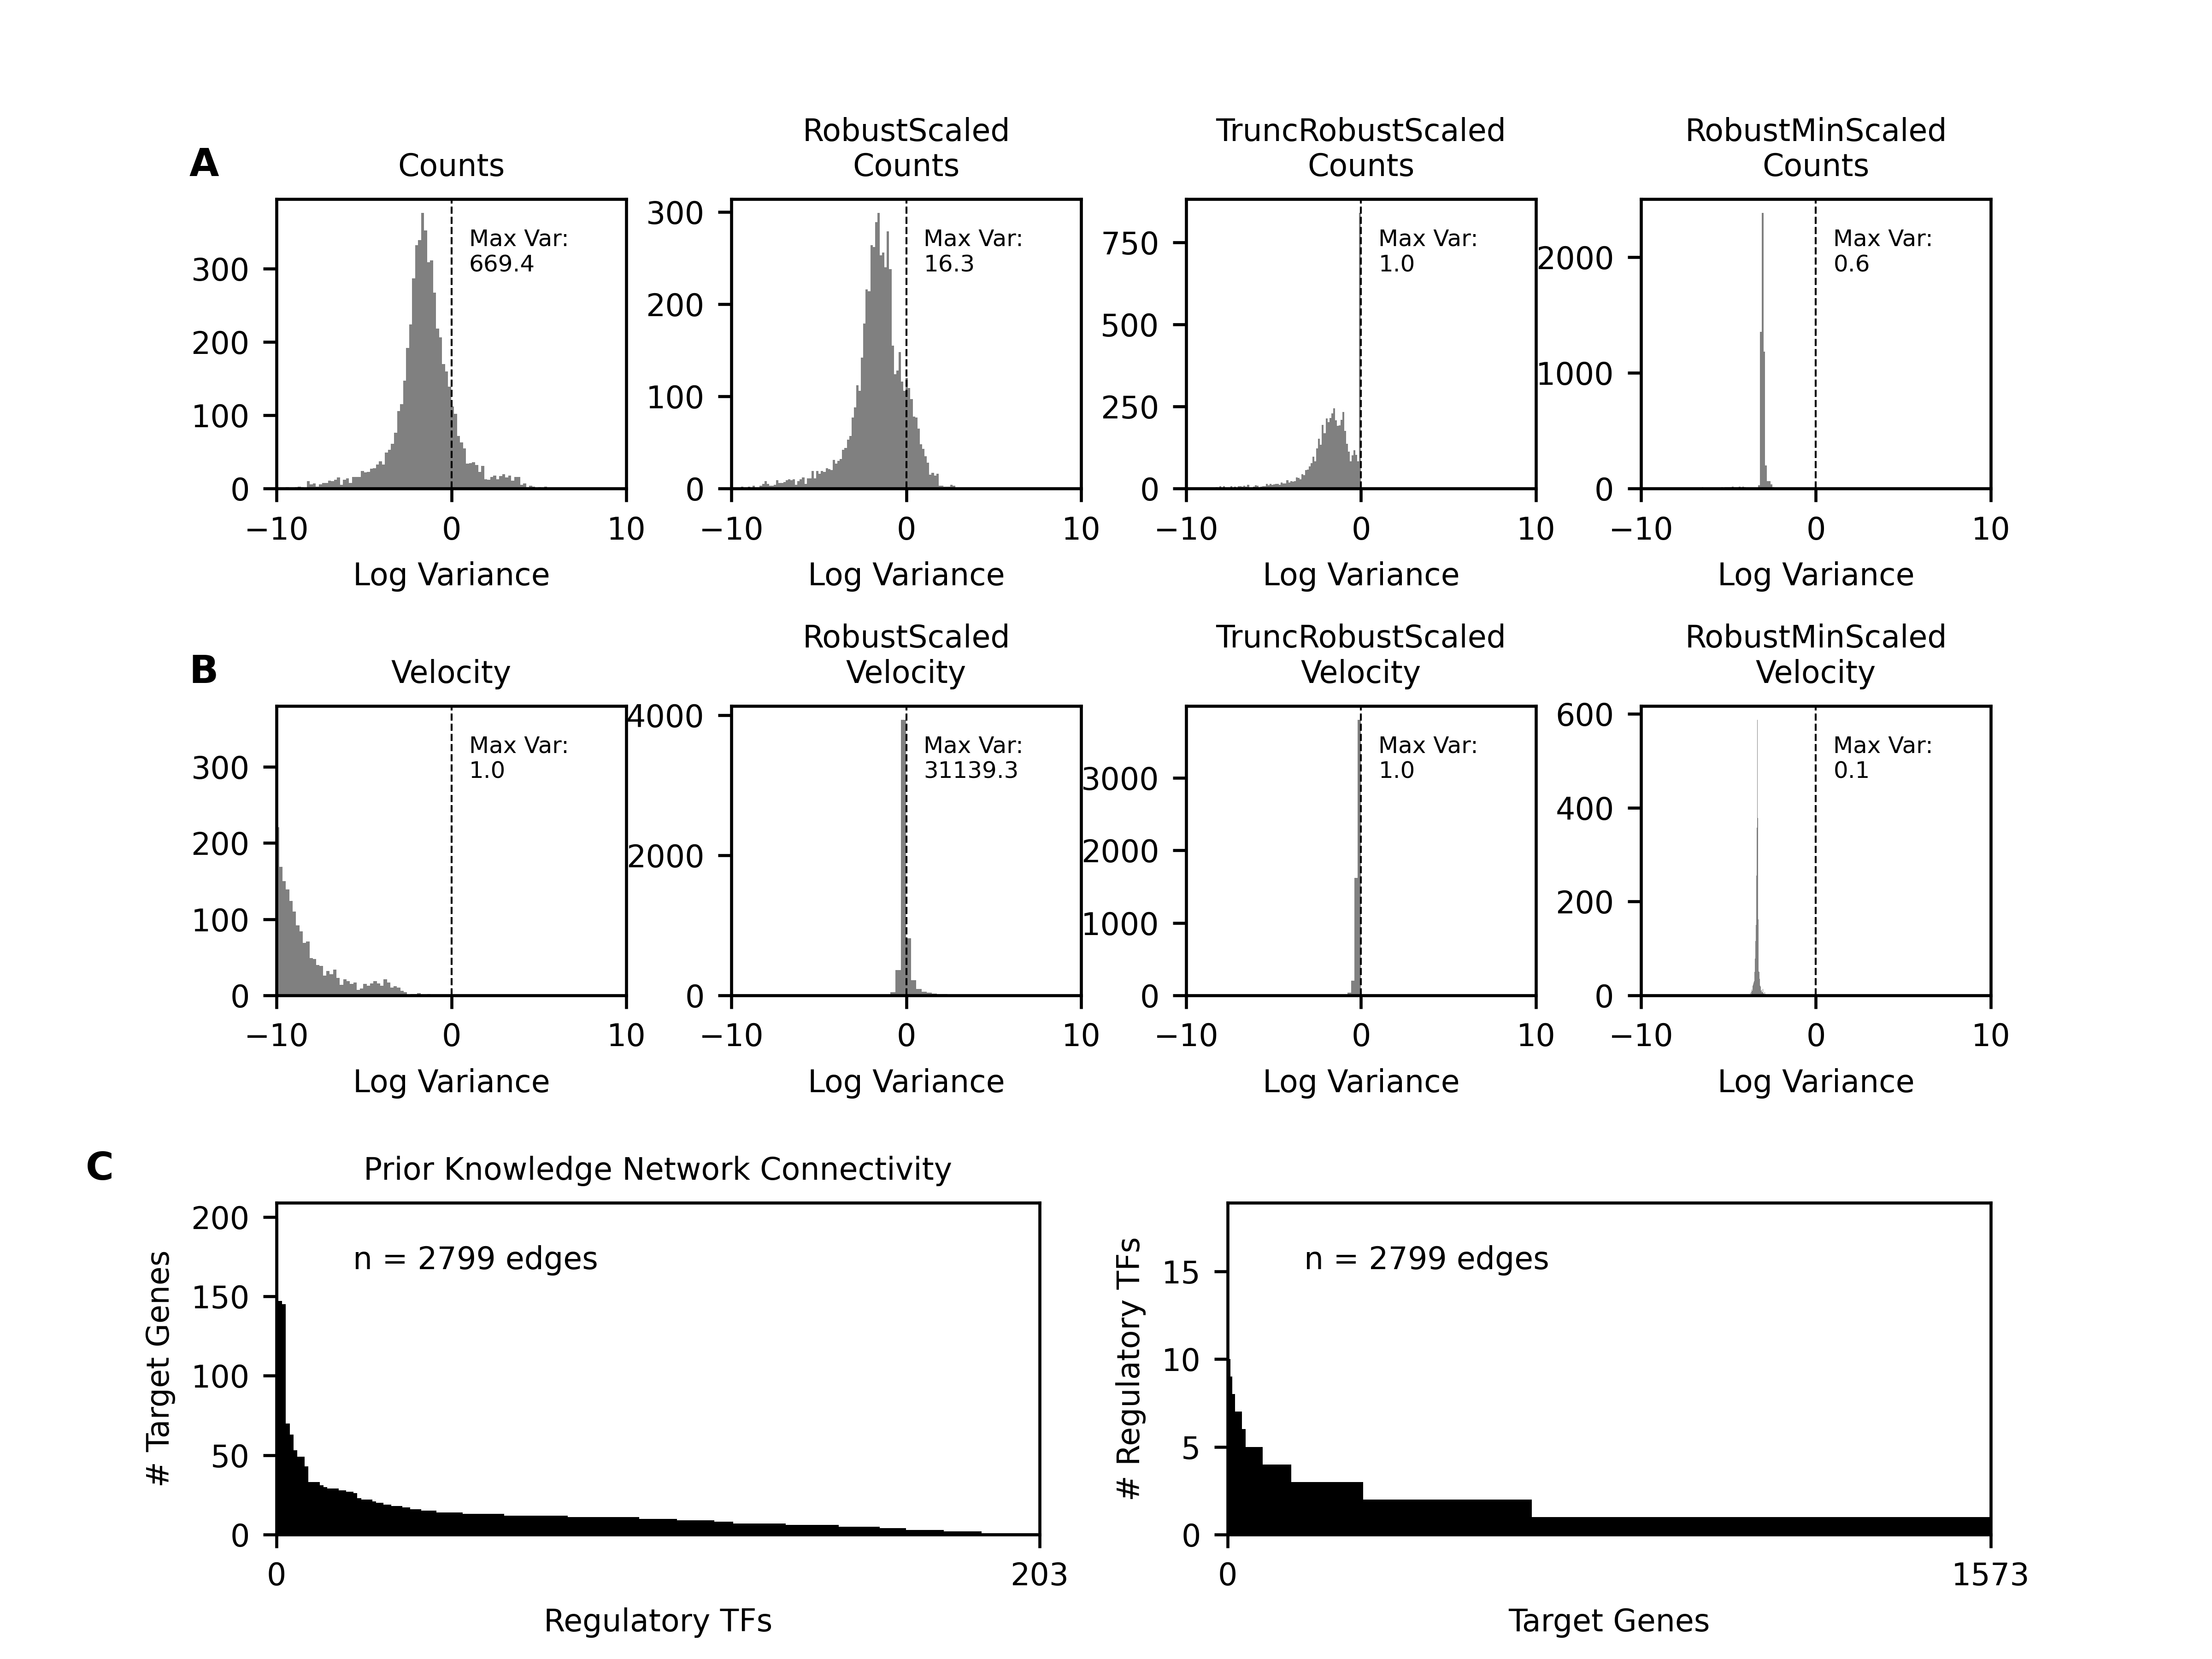 A
Counts
Max Var:
669.4
300
200
100
0
−10
0
10
Log Variance
RobustScaled
Counts
Max Var:
16.3
300
200
100
0
−10
0
10
Log Variance
TruncRobustScaled
Counts
Max Var:
1.0
750
500
250
0
−10
0
10
Log Variance
RobustMinScaled
Counts
Max Var:
0.6
2000
1000
0
−10
0
10
Log Variance
B
Velocity
Max Var:
1.0
300
200
100
0
−10
0
10
Log Variance
RobustScaled
Velocity
Max Var:
31139.3
4000
2000
0
−10
0
10
Log Variance
TruncRobustScaled
Velocity
Max Var:
1.0
3000
2000
1000
0
−10
0
10
Log Variance
RobustMinScaled
Velocity
Max Var:
0.1
600
400
200
0
−10
0
10
Log Variance
C
Prior Knowledge Network Connectivity
n = 2799 edges
# Target Genes
200
150
100
50
0
0
203
Regulatory TFs
n = 2799 edges
# Regulatory TFs
15
10
5
0
0
1573
Target Genes